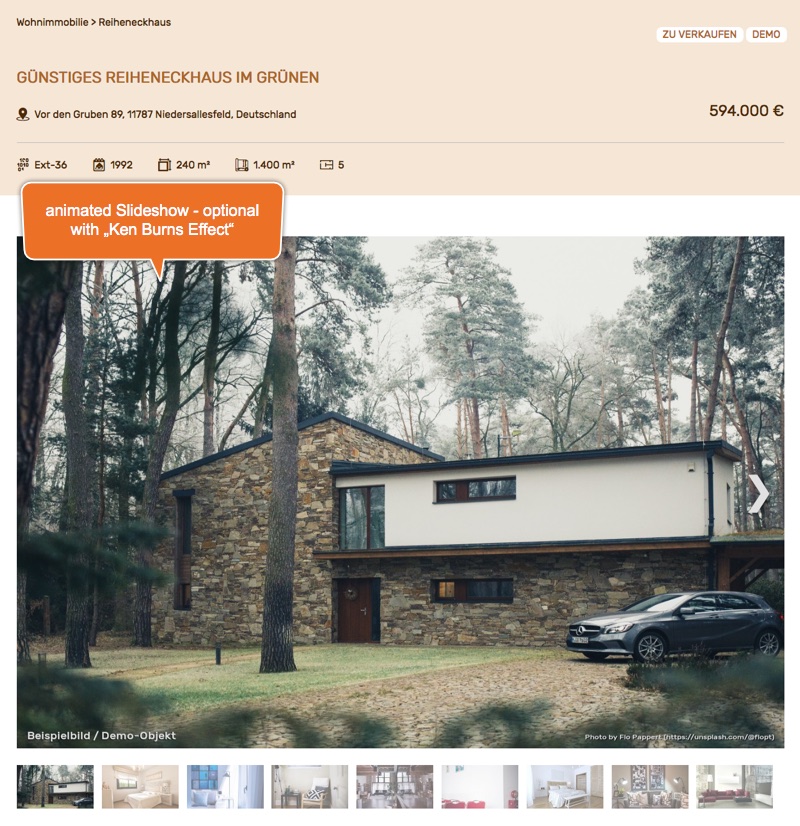 Wohnimmobilie > Reiheneckhaus
ZU VERKAUFEN DEMO
GÜNSTIGES REIHENECKHAUS IM GRÜNEN
Vor den Gruben 89, 11787 Niedersallesfeld, Deutschland
594.000 €
Ext-36 1992 240 m² 1.400 m² 5
animated Slideshow - optional
with „Ken Burns Effect“
Beispielbild / Demo-Objekt
Photo by Flo Pappert (https://unsplash.com/@flopt)